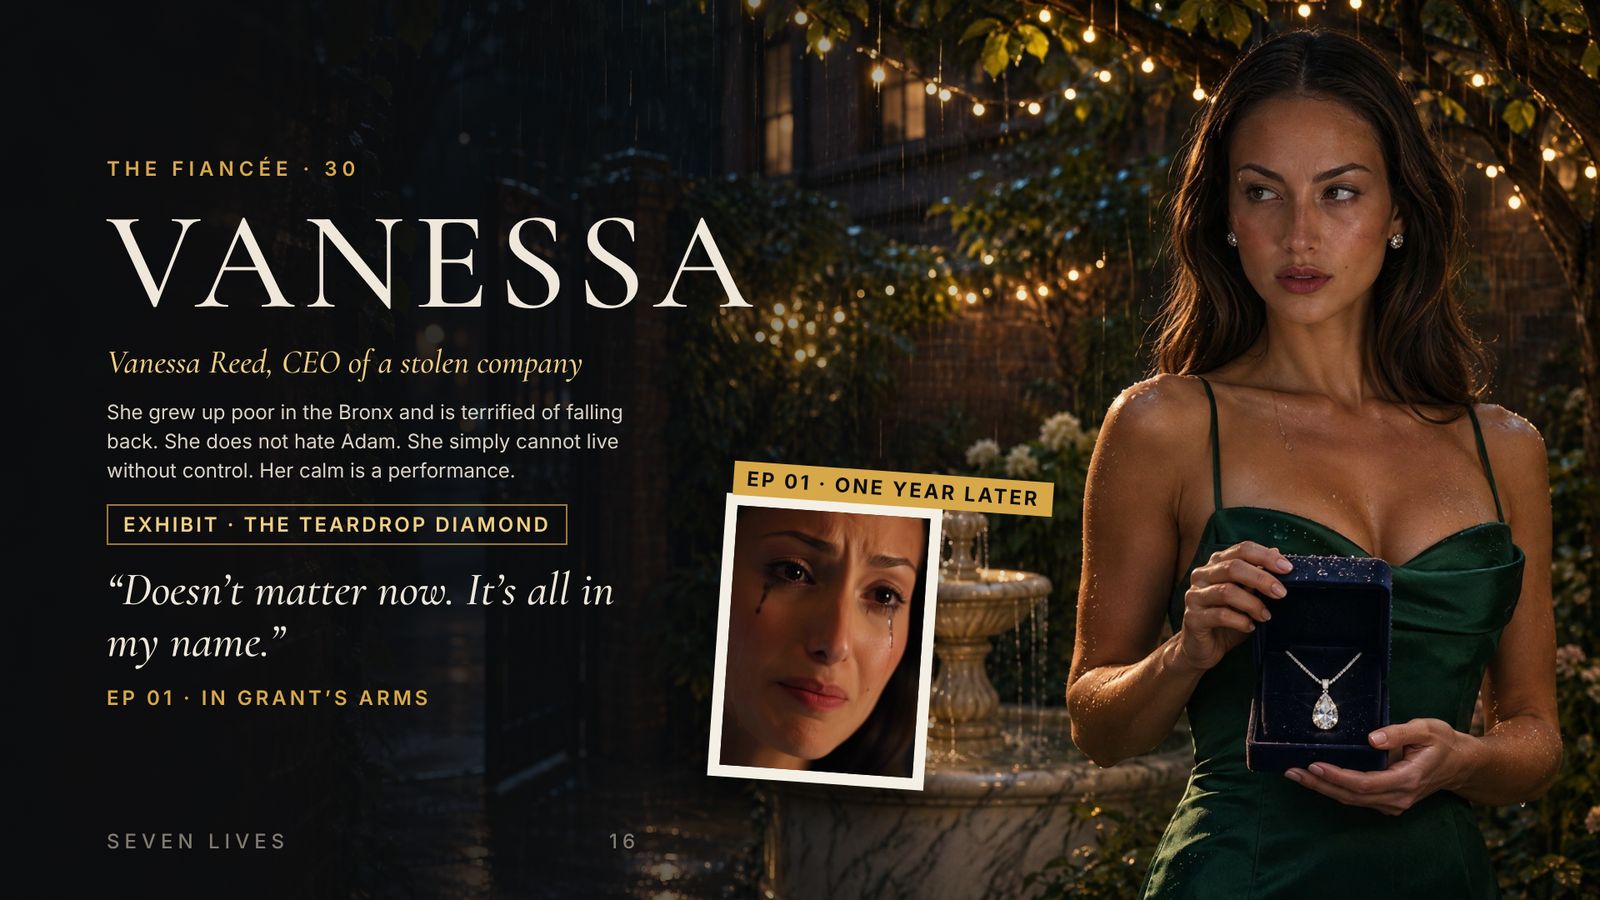 THE FIANCÉE · 30
VANESSA
Vanessa Reed, CEO of a stolen company
She grew up poor in the Bronx and is terrified of falling
back. She does not hate Adam. She simply cannot live
without control. Her calm is a performance.
EXHIBIT · THE TEARDROP DIAMOND
“Doesn’t matter now. It’s all in
my name.”
EP 01 · IN GRANT’S ARMS
EP 01 · ONE YEAR LATER
SEVEN LIVES
16